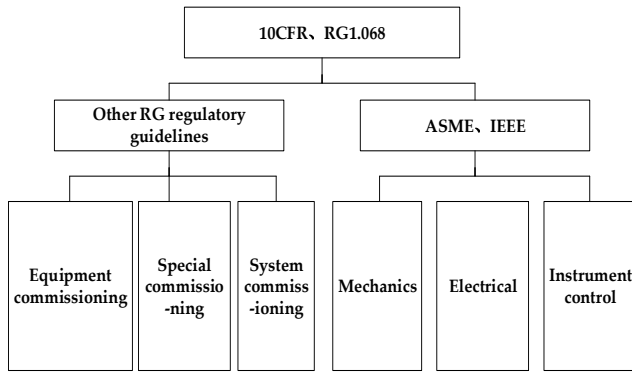 10CFR、RG1.068
Other RG regulatory
guidelines
ASME、IEEE
Equipment
commissioning
Special
commissio
-ning
System
commiss
-ioning
Mechanics
Electrical
Instrument
control